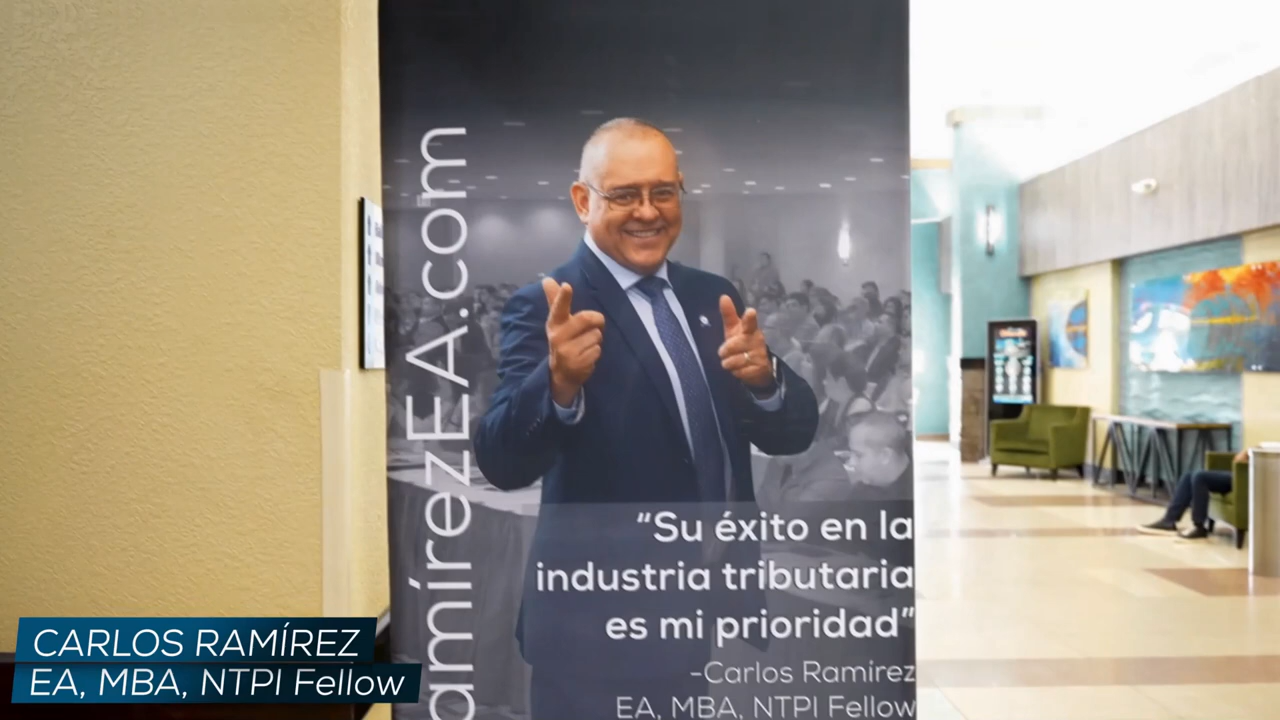 amírezEA.com
“Su éxito en la
industria tributaria
es mi prioridad”
-Carlos Ramírez
EA, MBA, NTPI Fellow
CARLOS RAMÍREZ
EA, MBA, NTPI Fellow